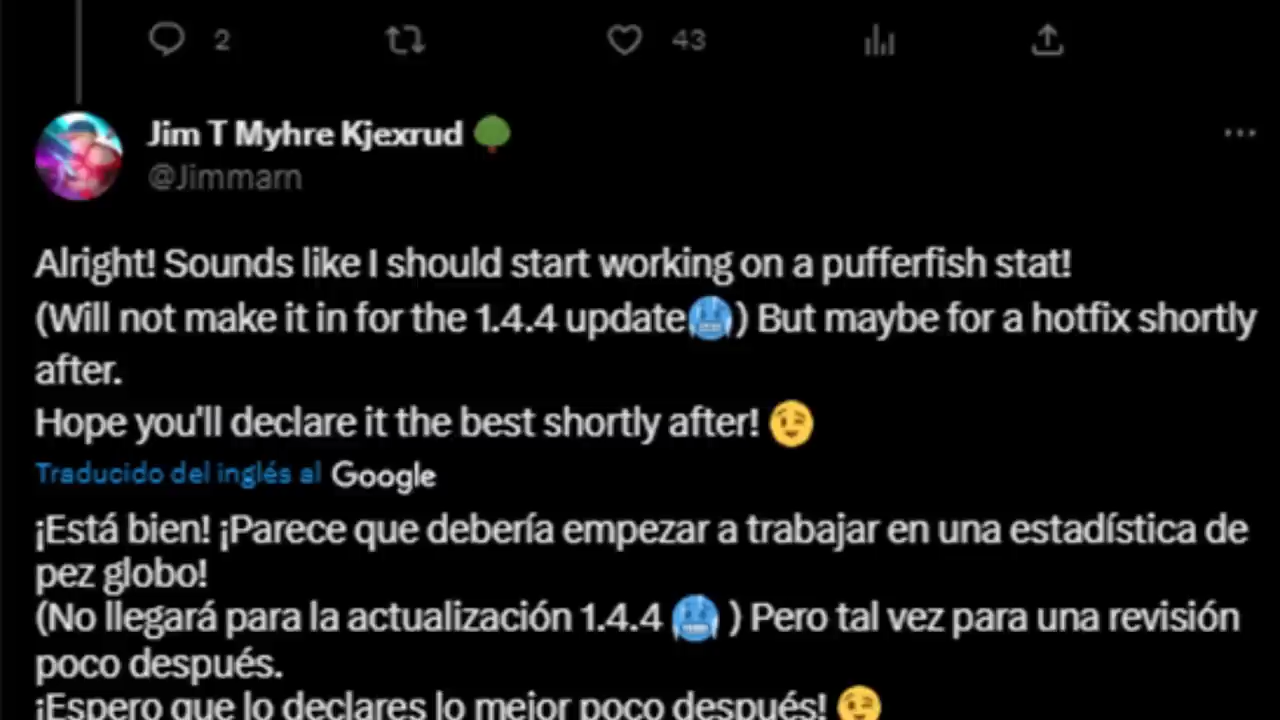 2 43
Jim T Myhre Kjexrud 🌳
@Jimmarn
Alright! Sounds like I should start working on a pufferfish stat!
(Will not make it in for the 1.4.4 update🥶) But maybe for a hotfix shortly
after.
Hope you'll declare it the best shortly after! 😉
Traducido del inglés al Google
¡Está bien! ¡Parece que debería empezar a trabajar en una estadística de
pez globo!
(No llegará para la actualización 1.4.4 🥶 ) Pero tal vez para una revisión
poco después.
¡Espero que lo declares lo mejor poco después! 😉